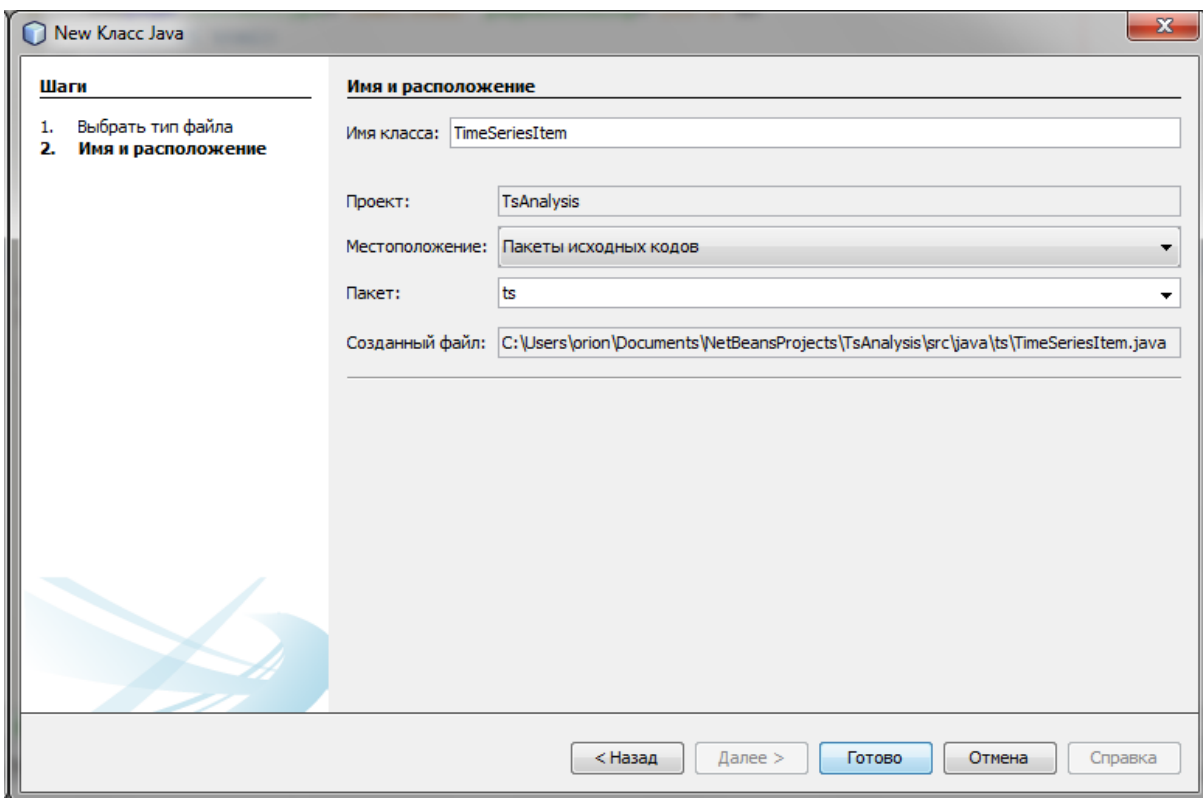 New Класс Java
Шаги
1. Выбрать тип файла
2. Имя и расположение
Имя и расположение
Имя класса: TimeSeriesItem
Проект: TsAnalysis
Местоположение: Пакеты исходных кодов
Пакет: ts
Созданный файл: C:\Users\orion\Documents\NetBeansProjects\TsAnalysis\src\java\ts\TimeSeriesItem.java
< Назад Далее > Готово Отмена Справка